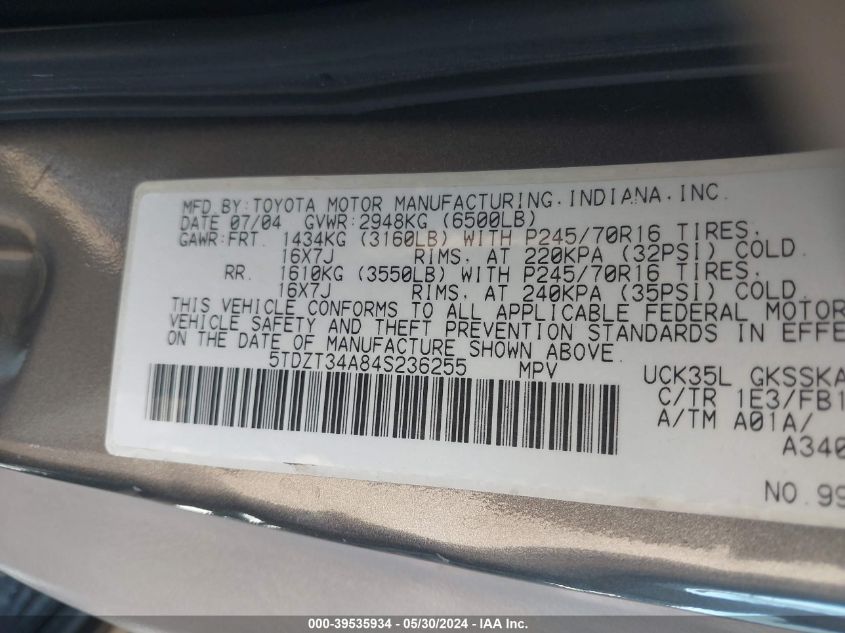 MFD.BY:TOYOTA MOTOR MANUFACTURING.INDIANA.INC.
DATE 07/04 GVWR:2948KG (6500LB)
GAWR:FRT. 1434KG (3160LB) WITH P245/70R16 TIRES.
16X7J RIMS. AT 220KPA (32PSI) COLD.
RR. 1610KG (3550LB) WITH P245/70R16 TIRES.
16X7J RIMS. AT 240KPA (35PSI) COLD.
THIS VEHICLE CONFORMS TO ALL APPLICABLE FEDERAL MOTOR
VEHICLE SAFETY AND THEFT PREVENTION STANDARDS IN EFFE
ON THE DATE OF MANUFACTURE SHOWN ABOVE.
5TDZT34A84S236255 MPV
UCK35L GKSSKA
C/TR 1E3/FB1
A/TM A01A/
A340
NO.99
000-39535934 - 05/30/2024 - IAA Inc.